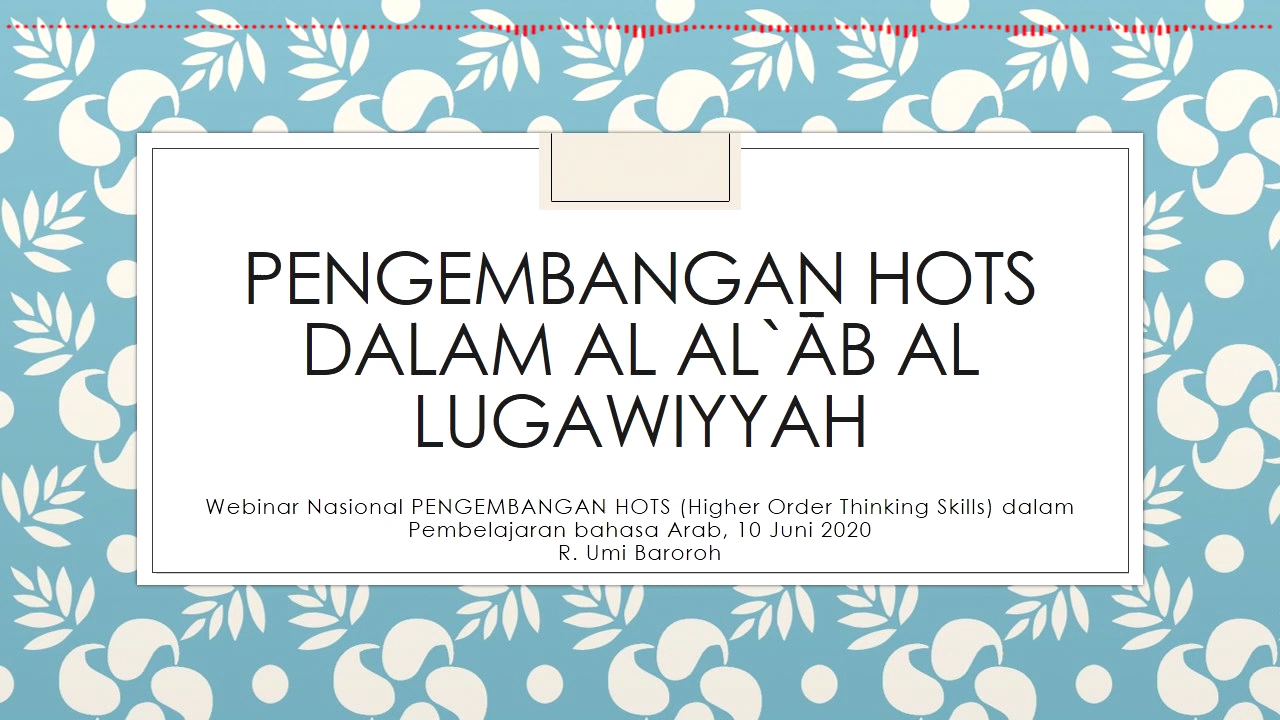 PENGEMBANGAN HOTS
DALAM AL AL`ĀB AL
LUGAWIYYAH
Webinar Nasional PENGEMBANGAN HOTS (Higher Order Thinking Skills) dalam
Pembelajaran bahasa Arab, 10 Juni 2020
R. Umi Baroroh